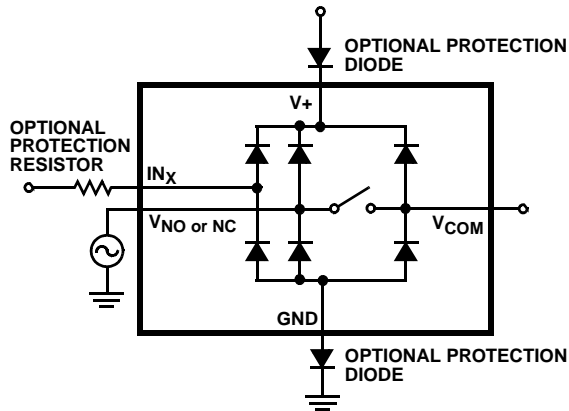 OPTIONAL PROTECTION
DIODE
V+
OPTIONAL
PROTECTION
RESISTOR
INX
VNO or NC
VCOM
GND
OPTIONAL PROTECTION
DIODE